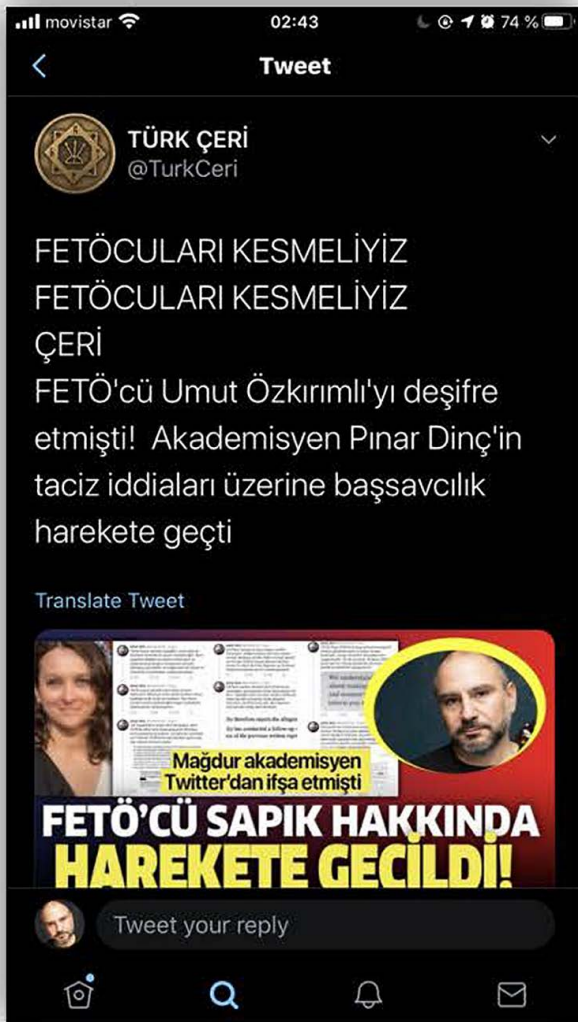 movistar 02:43 74 %
Tweet
TÜRK ÇERİ
@TurkCeri
FETÖCULARI KESMELİYİZ
FETÖCULARI KESMELİYİZ
ÇERİ
FETÖ'cü Umut Özkırımlı'yı deşifre
etmişti! Akademisyen Pınar Dinç'in
taciz iddiaları üzerine başsavcılık
harekete geçti
Translate Tweet
Mağdur akademisyen
Twitter'dan ifşa etmişti
FETÖ'CÜ SAPIK HAKKINDA
HAREKETE GEÇİLDİ!
Tweet your reply